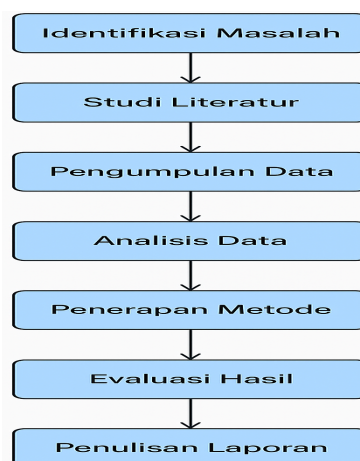 Identifikasi Masalah
Studi Literatur
Pengumpulan Data
Analisis Data
Penerapan Metode
Evaluasi Hasil
Penulisan Laporan